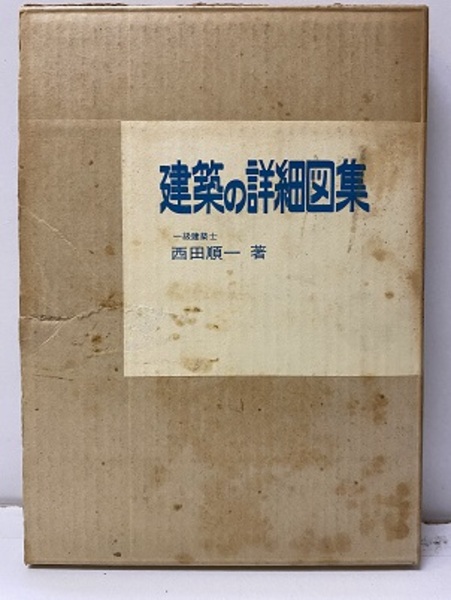 建築の詳細図集
一級建築士
西田順一 著